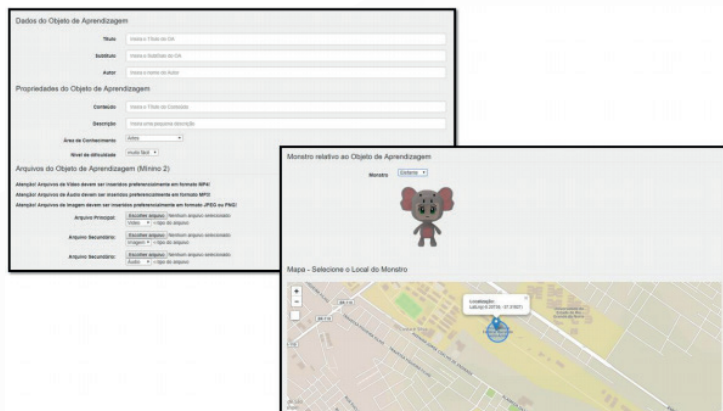 Dados do Objeto de Aprendizagem
Título Insira o Título do OA
Subtítulo Insira o Subtítulo do OA
Autor Insira o nome do Autor
Propriedades do Objeto de Aprendizagem
Conteúdo Insira o Título do Conteúdo
Descrição Insira uma pequena descrição
Área de Conhecimento Artes
Nível de dificuldade muito fácil
Arquivos do Objeto de Aprendizagem (Mínino 2)
Atenção! Arquivos de Vídeo devem ser inseridos preferencialmente em formato MP4!
Atenção! Arquivos de Áudio devem ser inseridos preferencialmente em formato MP3!
Atenção! Arquivos de Imagem devem ser inseridos preferencialmente em formato JPEG ou PNG!
Arquivo Principal: Escolher arquivo Nenhum arquivo selecionado
Vídeo < tipo do arquivo
Arquivo Secundário: Escolher arquivo Nenhum arquivo selecionado
Imagem < tipo do arquivo
Arquivo Secundário: Escolher arquivo Nenhum arquivo selecionado
Áudio < tipo do arquivo
Monstro relativo ao Objeto de Aprendizagem
Monstro
Mapa - Selecione o Local do Monstro
+
-
Localização: